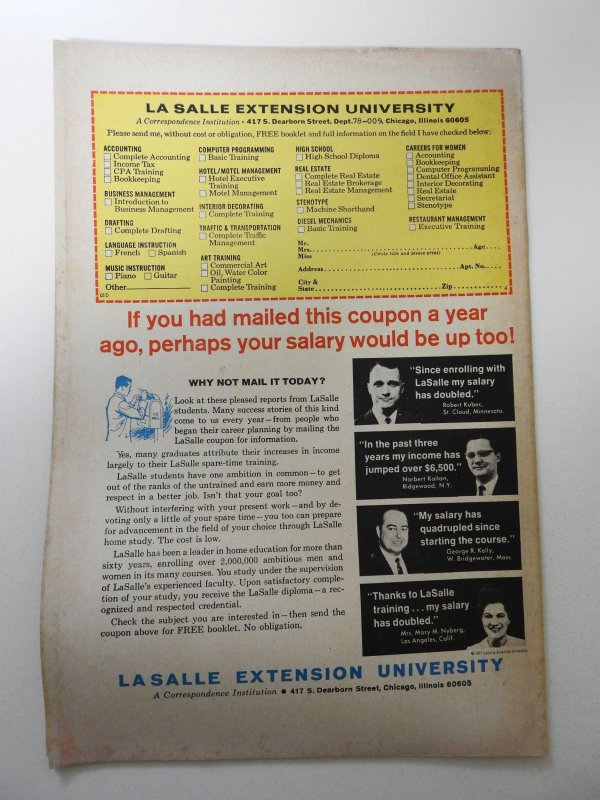 LA SALLE EXTENSION UNIVERSITY
A Correspondence Institution • 417 S. Dearborn Street, Dept. 78-009, Chicago, Illinois 60605
Please send me, without cost or obligation, FREE booklet and full information on the field I have checked below:
ACCOUNTING
Complete Accounting
Income Tax
CPA Training
Bookkeeping
BUSINESS MANAGEMENT
Introduction to
Business Management
DRAFTING
Complete Drafting
LANGUAGE INSTRUCTION
French Spanish
MUSIC INSTRUCTION
Piano Guitar
Other
COMPUTER PROGRAMMING
Basic Training
HOTEL/MOTEL MANAGEMENT
Hotel Executive
Training
Motel Management
INTERIOR DECORATING
Complete Training
TRAFFIC & TRANSPORTATION
Complete Traffic
Management
ART TRAINING
Commercial Art
Oil, Water Color
Painting
Complete Training
HIGH SCHOOL
High School Diploma
REAL ESTATE
Complete Real Estate
Real Estate Brokerage
Real Estate Management
STENOTYPE
Machine Shorthand
DIESEL MECHANICS
Basic Training
CAREERS FOR WOMEN
Accounting
Bookkeeping
Computer Programming
Dental Office Assistant
Interior Decorating
Real Estate
Secretarial
Stenotype
RESTAURANT MANAGEMENT
Executive Training
Mr.
Mrs. Age
Miss (Circle title and please print)
Address Apt. No.
City &
State Zip
If you had mailed this coupon a year
ago, perhaps your salary would be up too!
WHY NOT MAIL IT TODAY?
Look at these pleased reports from LaSalle
students. Many success stories of this kind
come to us every year—from people who
began their career planning by mailing the
LaSalle coupon for information.
Yes, many graduates attribute their increases in income
largely to their LaSalle spare-time training.
LaSalle students have one ambition in common—to get
out of the ranks of the untrained and earn more money and
respect in a better job. Isn't that your goal too?
Without interfering with your present work—and by de-
voting only a little of your spare time—you too can prepare
for advancement in the field of your choice through LaSalle
home study. The cost is low.
LaSalle has been a leader in home education for more than
sixty years, enrolling over 2,000,000 ambitious men and
women in its many courses. You study under the supervision
of LaSalle's experienced faculty. Upon satisfactory comple-
tion of your study, you receive the LaSalle diploma—a rec-
ognized and respected credential.
Check the subject you are interested in—then send the
coupon above for FREE booklet. No obligation.
"Since enrolling with
LaSalle my salary
has doubled."
Robert Kubec,
St. Cloud, Minnesota.
"In the past three
years my income has
jumped over $6,500."
Norbert Kaiton,
Ridgewood, N.Y.
"My salary has
quadrupled since
starting the course."
George R. Kelly,
W. Bridgewater, Mass.
"Thanks to LaSalle
training ... my salary
has doubled."
Mrs. Mary M. Nyberg,
Los Angeles, Calif.
© 1971 LaSalle Extension University
LASALLE EXTENSION UNIVERSITY
A Correspondence Institution • 417 S. Dearborn Street, Chicago, Illinois 60605